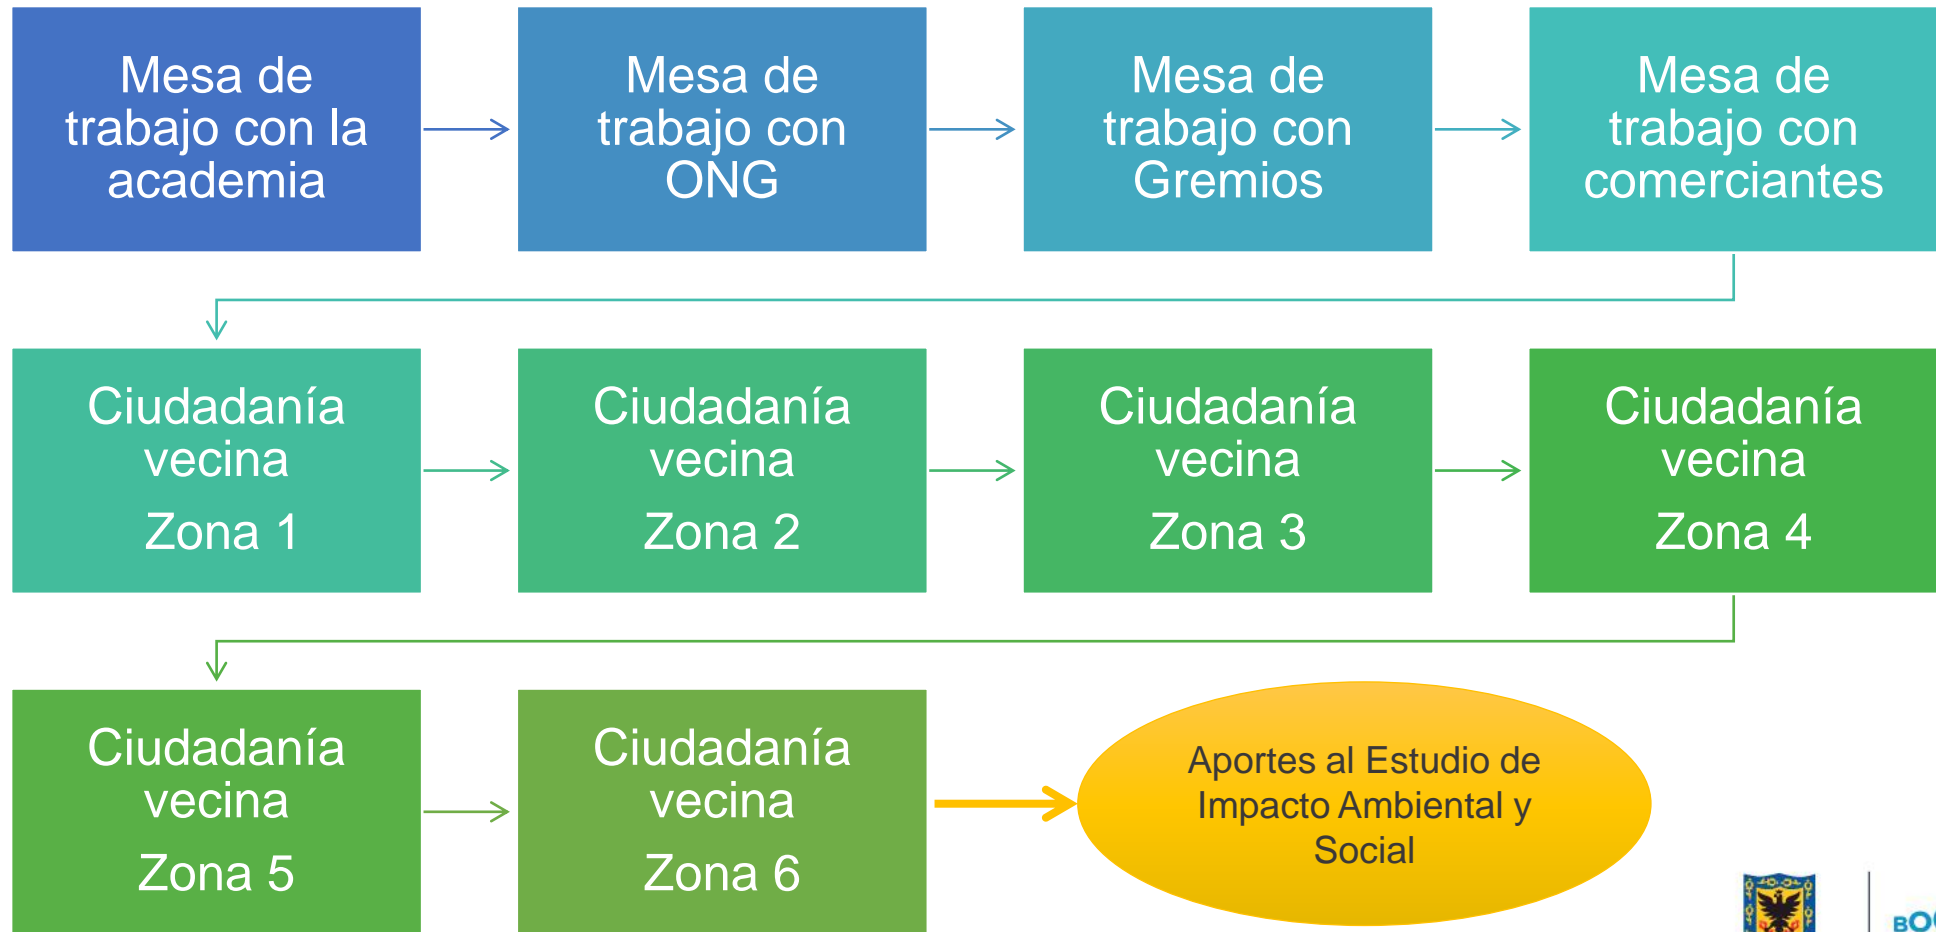 Mesa de
trabajo con la
academia
Mesa de
trabajo con
ONG
Mesa de
trabajo con
Gremios
Mesa de
trabajo con
comerciantes
Ciudadanía
vecina
Zona 1
Ciudadanía
vecina
Zona 2
Ciudadanía
vecina
Zona 3
Ciudadanía
vecina
Zona 4
Ciudadanía
vecina
Zona 5
Ciudadanía
vecina
Zona 6
Aportes al Estudio de
Impacto Ambiental y
Social